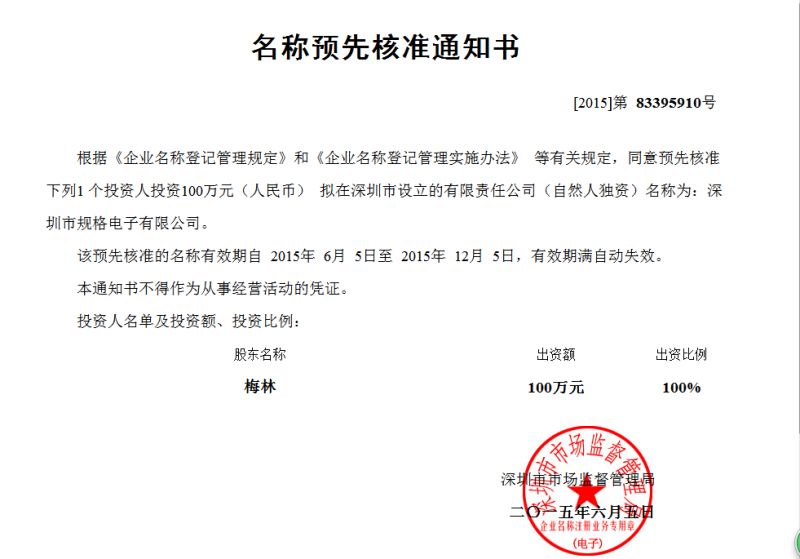 名称预先核准通知书
[2015]第 83395910号
根据《企业名称登记管理规定》和《企业名称登记管理实施办法》 等有关规定，同意预先核准
下列1 个投资人投资100万元（人民币） 拟在深圳市设立的有限责任公司（自然人独资）名称为：深
圳市规格电子有限公司。
该预先核准的名称有效期自 2015年 6月 5日至 2015年 12月 5日，有效期满自动失效。
本通知书不得作为从事经营活动的凭证。
投资人名单及投资额、投资比例：
股东名称 出资额 出资比例
梅林 100万元 100%
深圳市市场监督管理局
深圳市市场监督管理局
二〇一五年六月五日
企业名称注册业务专用章
(电子)